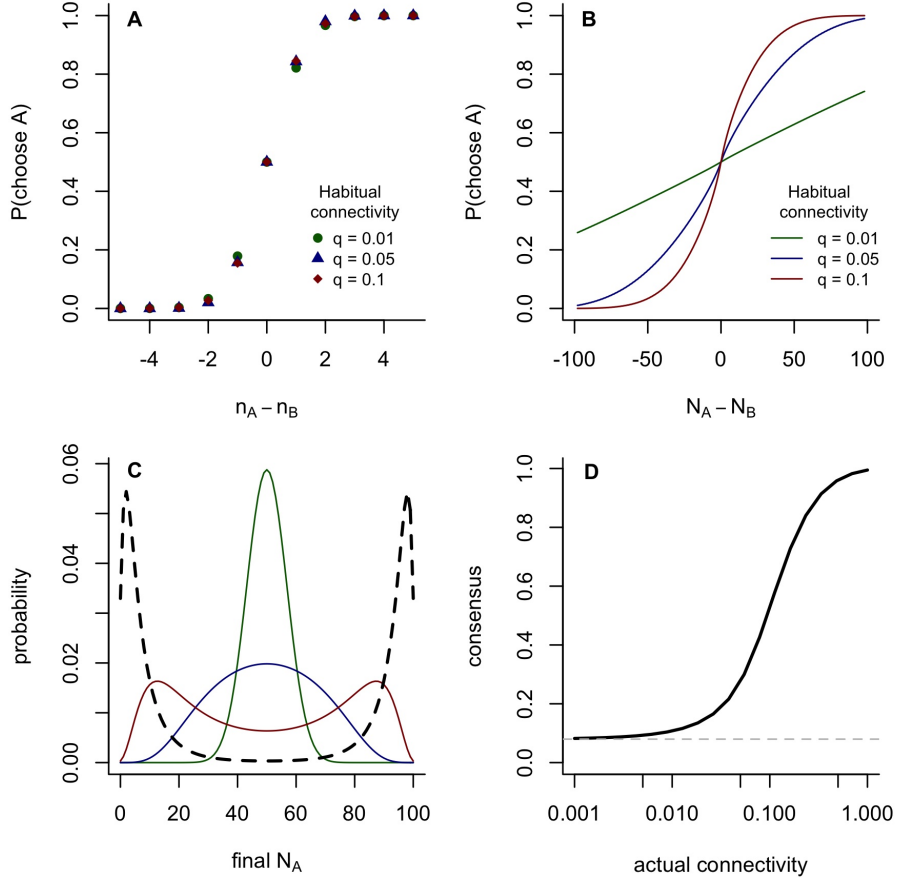 A
P(choose A)
1.0
0.8
0.6
0.4
0.2
0.0
Habitual
connectivity
q = 0.01
q = 0.05
q = 0.1
-4 -2 0 2 4
nA – nB
B
P(choose A)
1.0
0.8
0.6
0.4
0.2
0.0
Habitual
connectivity
q = 0.01
q = 0.05
q = 0.1
-100 -50 0 50 100
NA – NB
C
probability
0.06
0.04
0.02
0.00
0 20 40 60 80 100
final NA
D
consensus
1.0
0.8
0.6
0.4
0.2
0.0
0.001 0.010 0.100 1.000
actual connectivity